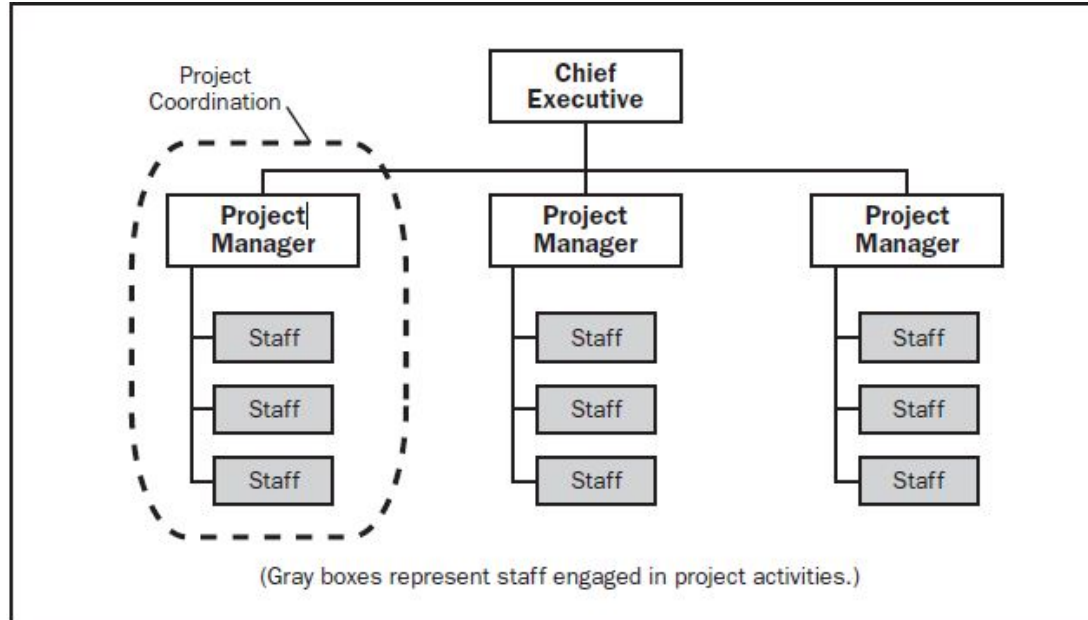 Project
Coordination
Chief
Executive
Project
Manager
Project
Manager
Project
Manager
Staff
Staff
Staff
Staff
Staff
Staff
Staff
Staff
Staff
(Gray boxes represent staff engaged in project activities.)